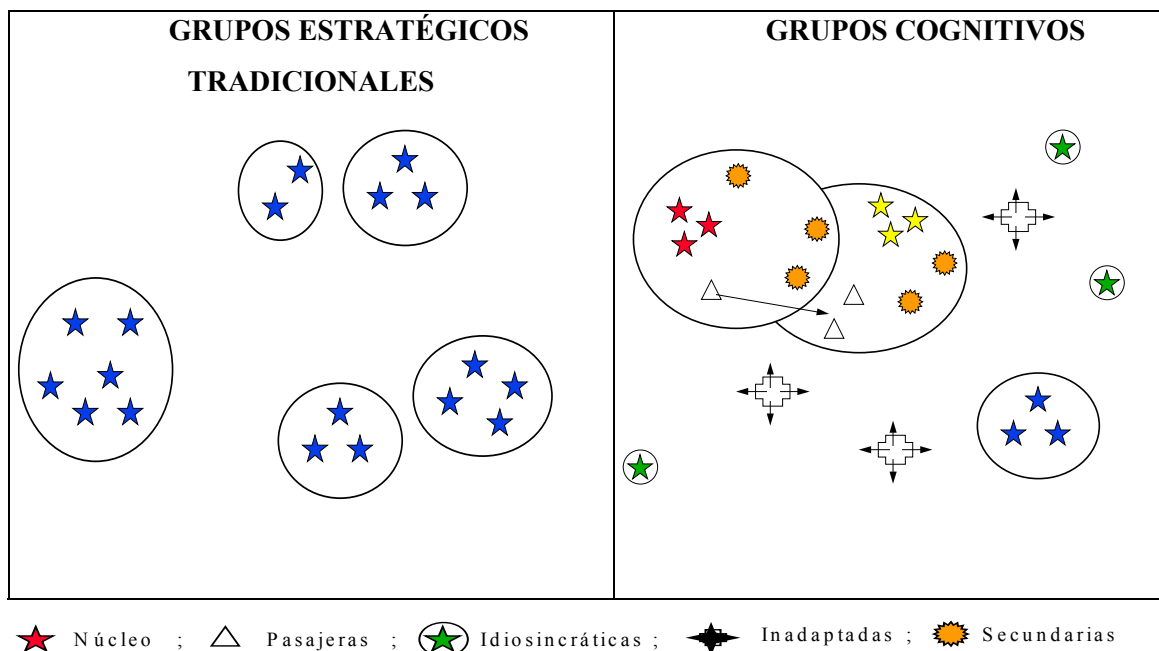 GRUPOS ESTRATÉGICOS
TRADICIONALES
GRUPOS COGNITIVOS
Núcleo ; Pasajeras ; Idiosincráticas ; Inadaptadas ; Secundarias